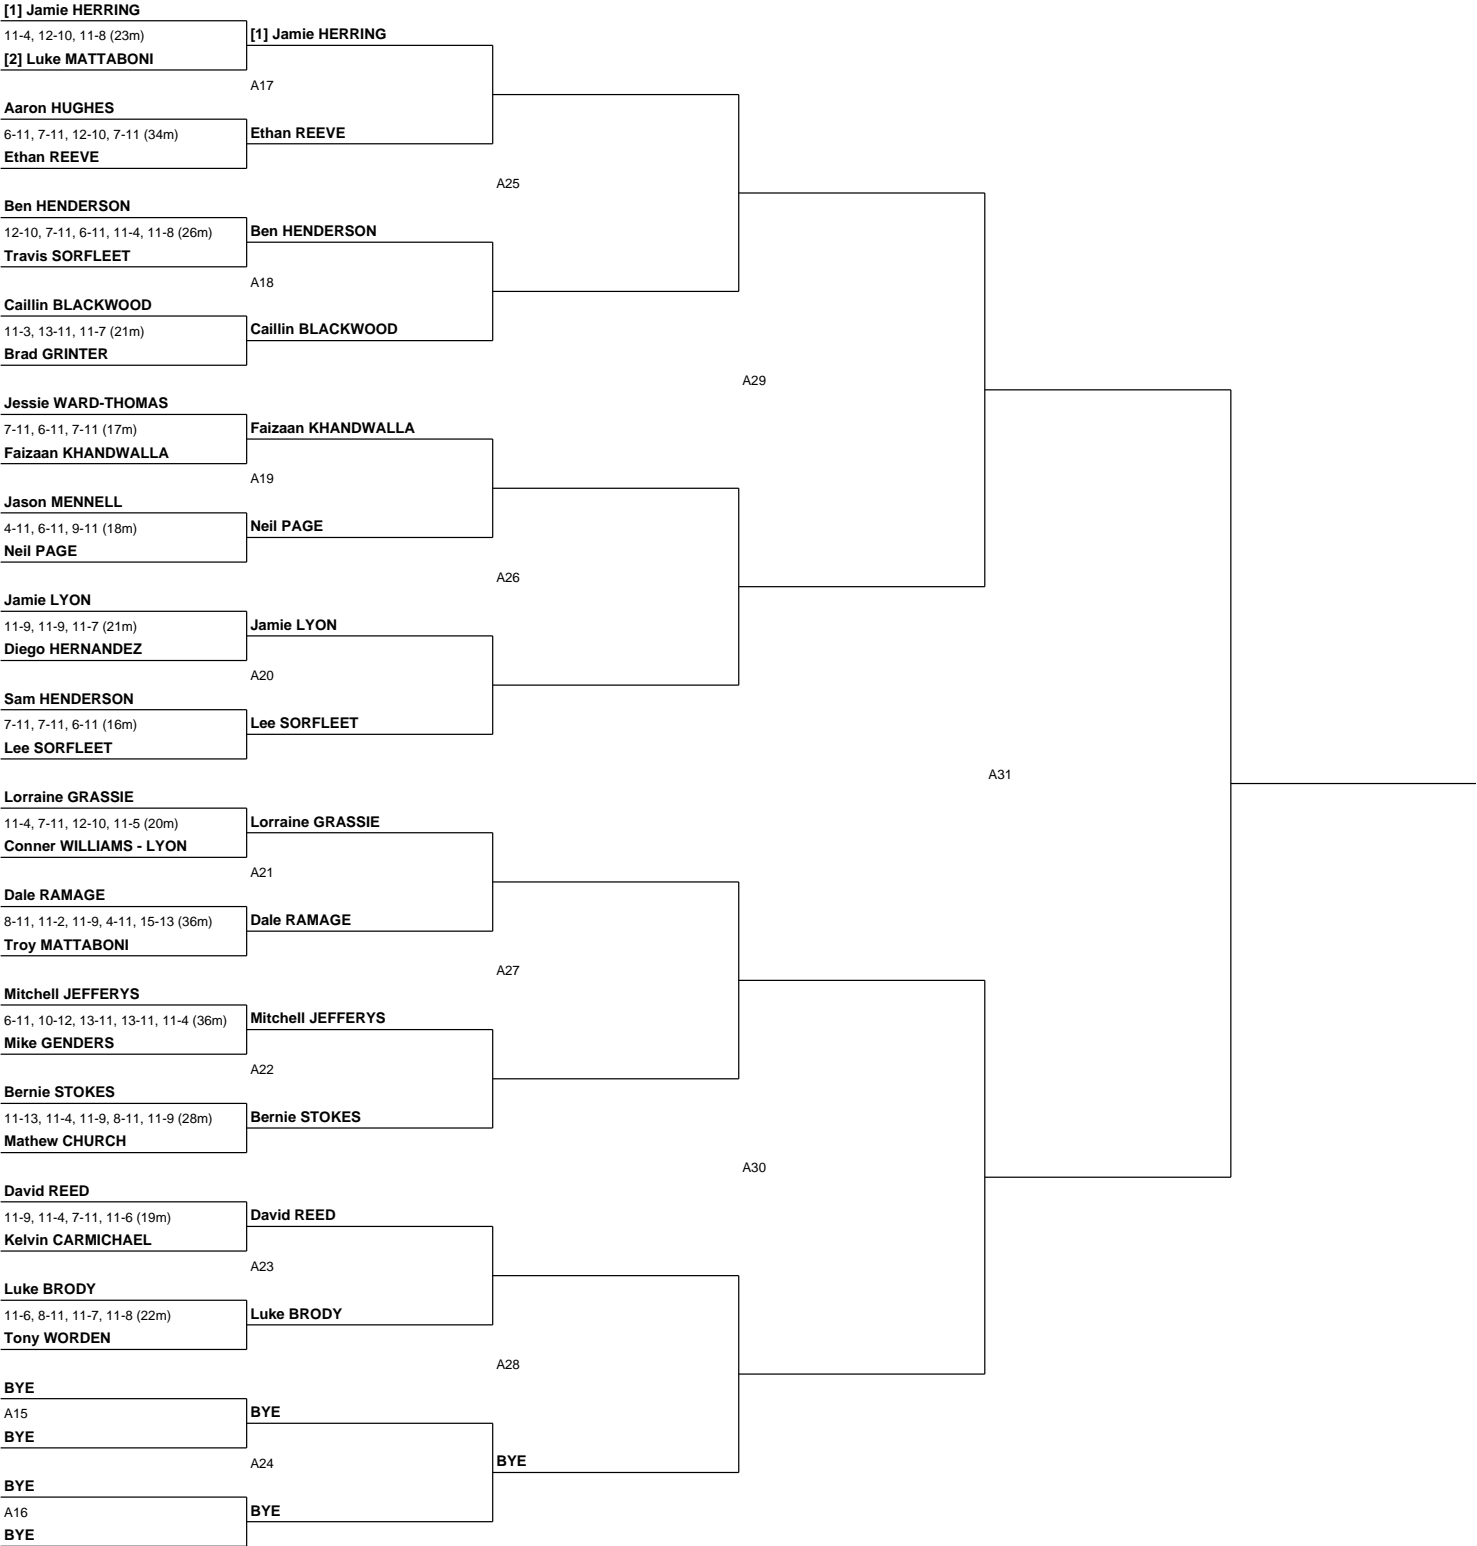 [1] Jamie HERRING
11-4, 12-10, 11-8 (23m)
[1] Jamie HERRING
[2] Luke MATTABONI
A17
Aaron HUGHES
6-11, 7-11, 12-10, 7-11 (34m)
Ethan REEVE
Ethan REEVE
A25
Ben HENDERSON
12-10, 7-11, 6-11, 11-4, 11-8 (26m)
Ben HENDERSON
Travis SORFLEET
A18
Caillin BLACKWOOD
11-3, 13-11, 11-7 (21m)
Caillin BLACKWOOD
Brad GRINTER
A29
Jessie WARD-THOMAS
7-11, 6-11, 7-11 (17m)
Faizaan KHANDWALLA
Faizaan KHANDWALLA
A19
Jason MENNELL
4-11, 6-11, 9-11 (18m)
Neil PAGE
Neil PAGE
A26
Jamie LYON
11-9, 11-9, 11-7 (21m)
Jamie LYON
Diego HERNANDEZ
A20
Sam HENDERSON
7-11, 7-11, 6-11 (16m)
Lee SORFLEET
Lee SORFLEET
A31
Lorraine GRASSIE
11-4, 7-11, 12-10, 11-5 (20m)
Lorraine GRASSIE
Conner WILLIAMS - LYON
A21
Dale RAMAGE
8-11, 11-2, 11-9, 4-11, 15-13 (36m)
Dale RAMAGE
Troy MATTABONI
A27
Mitchell JEFFERYS
6-11, 10-12, 13-11, 13-11, 11-4 (36m)
Mitchell JEFFERYS
Mike GENDERS
A22
Bernie STOKES
11-13, 11-4, 11-9, 8-11, 11-9 (28m)
Bernie STOKES
Mathew CHURCH
A30
David REED
11-9, 11-4, 7-11, 11-6 (19m)
David REED
Kelvin CARMICHAEL
A23
Luke BRODY
11-6, 8-11, 11-7, 11-8 (22m)
Luke BRODY
Tony WORDEN
A28
BYE
A15
BYE
BYE
A24
BYE
BYE
A16
BYE
BYE